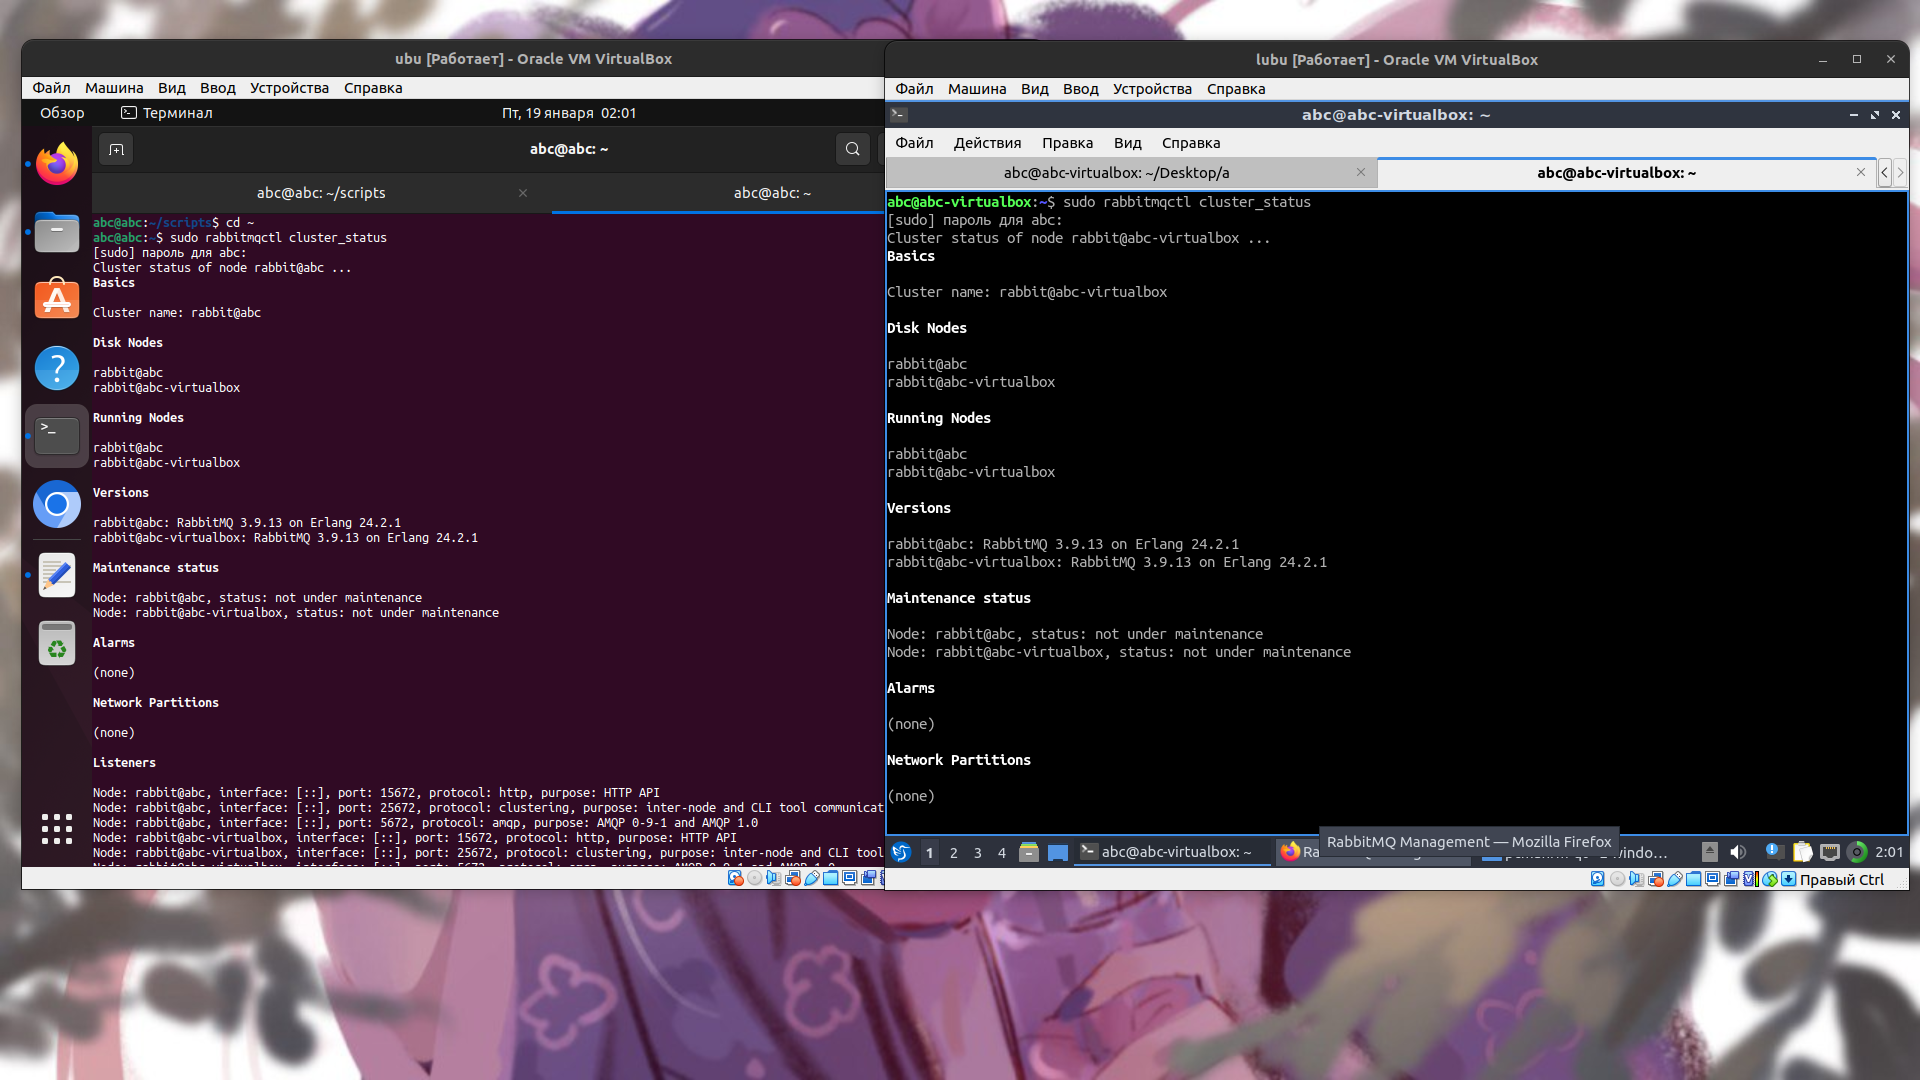 ubu [Работает] - Oracle VM VirtualBox
Файл Машина Вид Ввод Устройства Справка
Обзор Терминал Пт, 19 января 02:01
abc@abc: ~
abc@abc: ~/scripts abc@abc: ~
abc@abc:~/scripts$ cd ~
abc@abc:~$ sudo rabbitmqctl cluster_status
[sudo] пароль для abc:
Cluster status of node rabbit@abc ...
Basics
Cluster name: rabbit@abc
Disk Nodes
rabbit@abc
rabbit@abc-virtualbox
Running Nodes
rabbit@abc
rabbit@abc-virtualbox
Versions
rabbit@abc: RabbitMQ 3.9.13 on Erlang 24.2.1
rabbit@abc-virtualbox: RabbitMQ 3.9.13 on Erlang 24.2.1
Maintenance status
Node: rabbit@abc, status: not under maintenance
Node: rabbit@abc-virtualbox, status: not under maintenance
Alarms
(none)
Network Partitions
(none)
Listeners
Node: rabbit@abc, interface: [::], port: 15672, protocol: http, purpose: HTTP API
Node: rabbit@abc, interface: [::], port: 25672, protocol: clustering, purpose: inter-node and CLI tool communicat
Node: rabbit@abc, interface: [::], port: 5672, protocol: amqp, purpose: AMQP 0-9-1 and AMQP 1.0
Node: rabbit@abc-virtualbox, interface: [::], port: 15672, protocol: http, purpose: HTTP API
Node: rabbit@abc-virtualbox, interface: [::], port: 25672, protocol: clustering, purpose: inter-node and CLI tool
lubu [Работает] - Oracle VM VirtualBox
Файл Машина Вид Ввод Устройства Справка
abc@abc-virtualbox: ~
Файл Действия Правка Вид Справка
abc@abc-virtualbox: ~/Desktop/a abc@abc-virtualbox: ~
abc@abc-virtualbox:~$ sudo rabbitmqctl cluster_status
[sudo] пароль для abc:
Cluster status of node rabbit@abc-virtualbox ...
Basics
Cluster name: rabbit@abc-virtualbox
Disk Nodes
rabbit@abc
rabbit@abc-virtualbox
Running Nodes
rabbit@abc
rabbit@abc-virtualbox
Versions
rabbit@abc: RabbitMQ 3.9.13 on Erlang 24.2.1
rabbit@abc-virtualbox: RabbitMQ 3.9.13 on Erlang 24.2.1
Maintenance status
Node: rabbit@abc, status: not under maintenance
Node: rabbit@abc-virtualbox, status: not under maintenance
Alarms
(none)
Network Partitions
(none)
RabbitMQ Management — Mozilla Firefox
1 2 3 4 abc@abc-virtualbox: ~ 2:01
Правый Ctrl